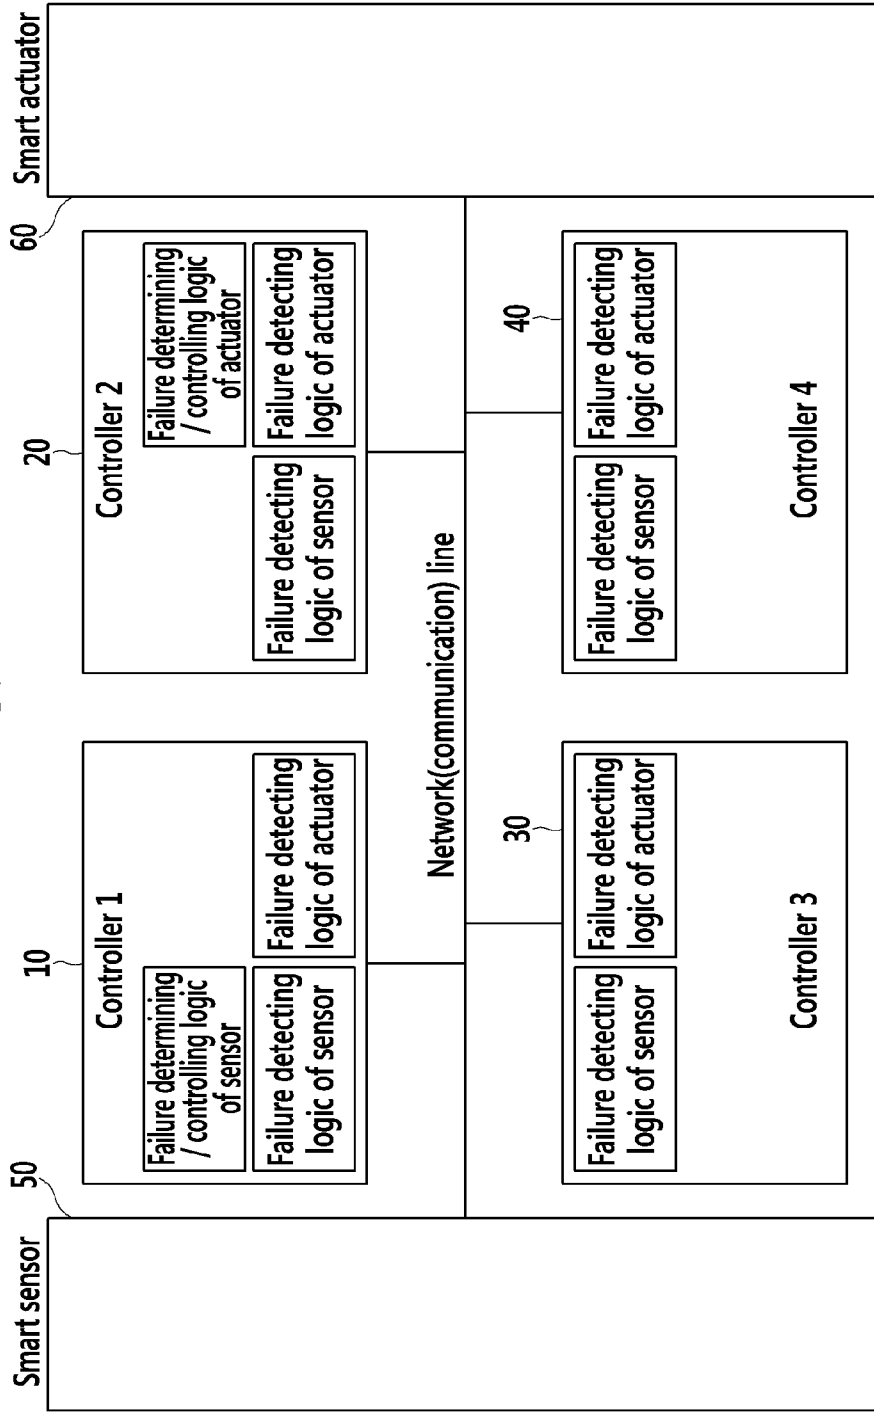 Smart sensor
50
10
Controller 1
Failure determining
/ controlling logic
of sensor
Failure detecting
logic of sensor
Failure detecting
logic of actuator
20
Controller 2
Failure determining
/ controlling logic
of actuator
Failure detecting
logic of sensor
Failure detecting
logic of actuator
60
Smart actuator
Network(communication) line
30
Failure detecting
logic of sensor
Failure detecting
logic of actuator
Controller 3
40
Failure detecting
logic of sensor
Failure detecting
logic of actuator
Controller 4